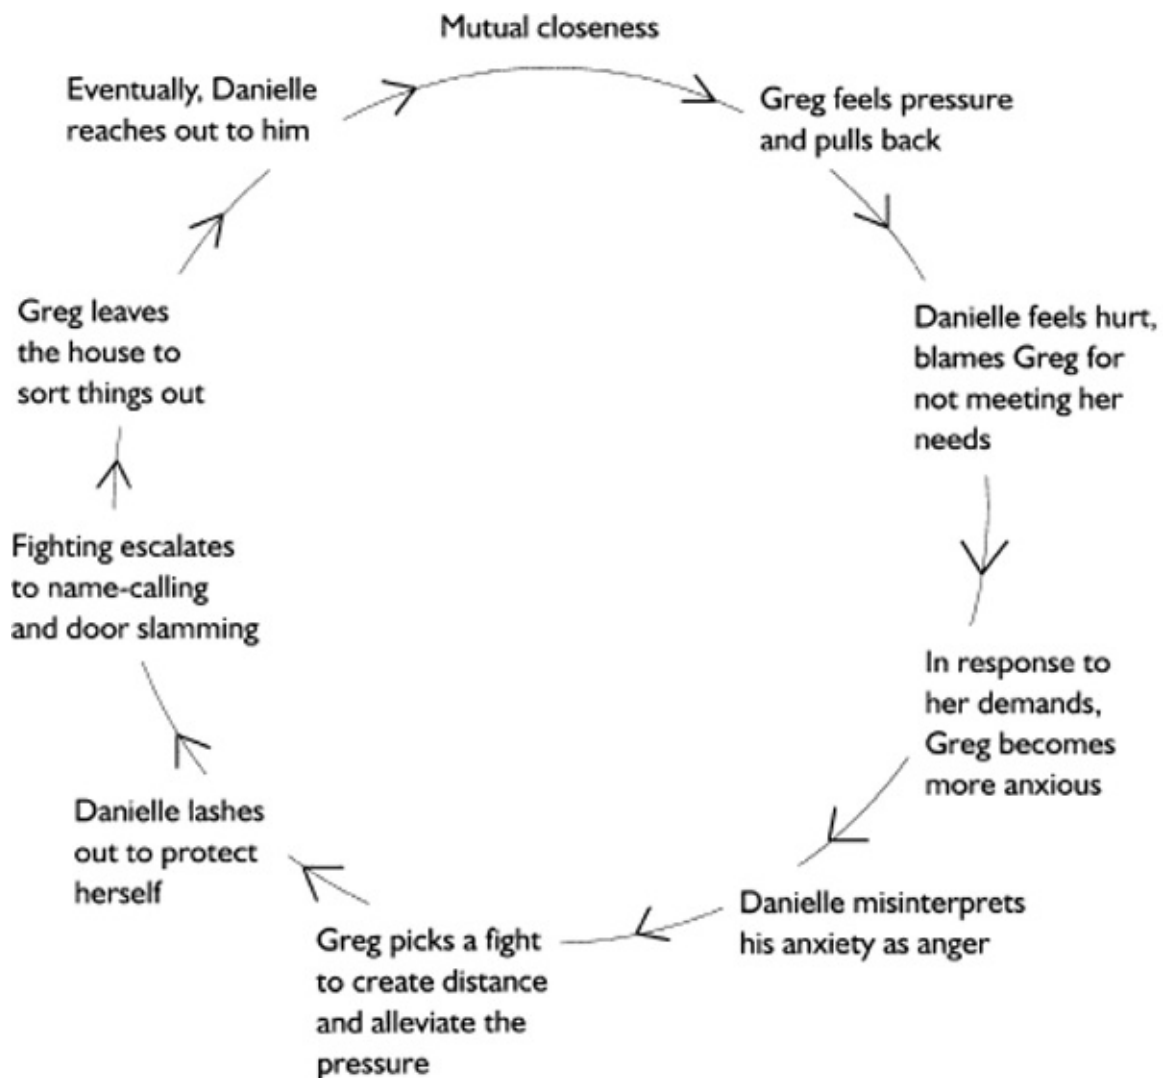 Mutual closeness
Greg feels pressure
and pulls back
Danielle feels hurt,
blames Greg for
not meeting her
needs
In response to
her demands,
Greg becomes
more anxious
Danielle misinterprets
his anxiety as anger
Greg picks a fight
to create distance
and alleviate the
pressure
Danielle lashes
out to protect
herself
Fighting escalates
to name-calling
and door slamming
Greg leaves
the house to
sort things out
Eventually, Danielle
reaches out to him